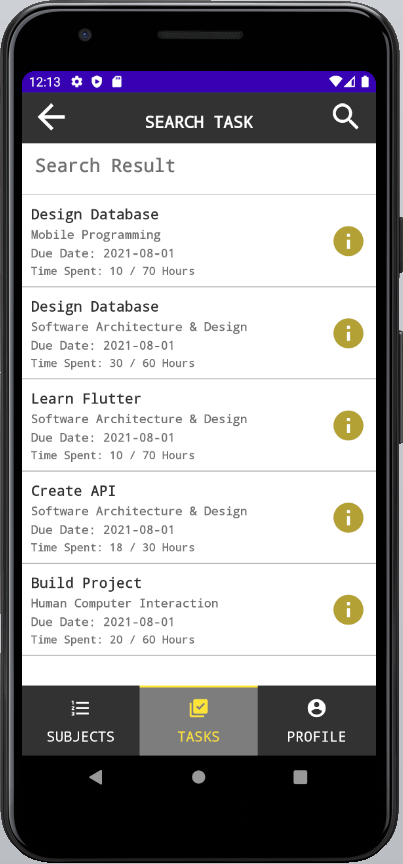 12:13
SEARCH TASK
Search Result
Design Database
Mobile Programming
Due Date: 2021-08-01
Time Spent: 10 / 70 Hours
Design Database
Software Architecture & Design
Due Date: 2021-08-01
Time Spent: 30 / 60 Hours
Learn Flutter
Software Architecture & Design
Due Date: 2021-08-01
Time Spent: 10 / 70 Hours
Create API
Software Architecture & Design
Due Date: 2021-08-01
Time Spent: 18 / 30 Hours
Build Project
Human Computer Interaction
Due Date: 2021-08-01
Time Spent: 20 / 60 Hours
SUBJECTS TASKS PROFILE